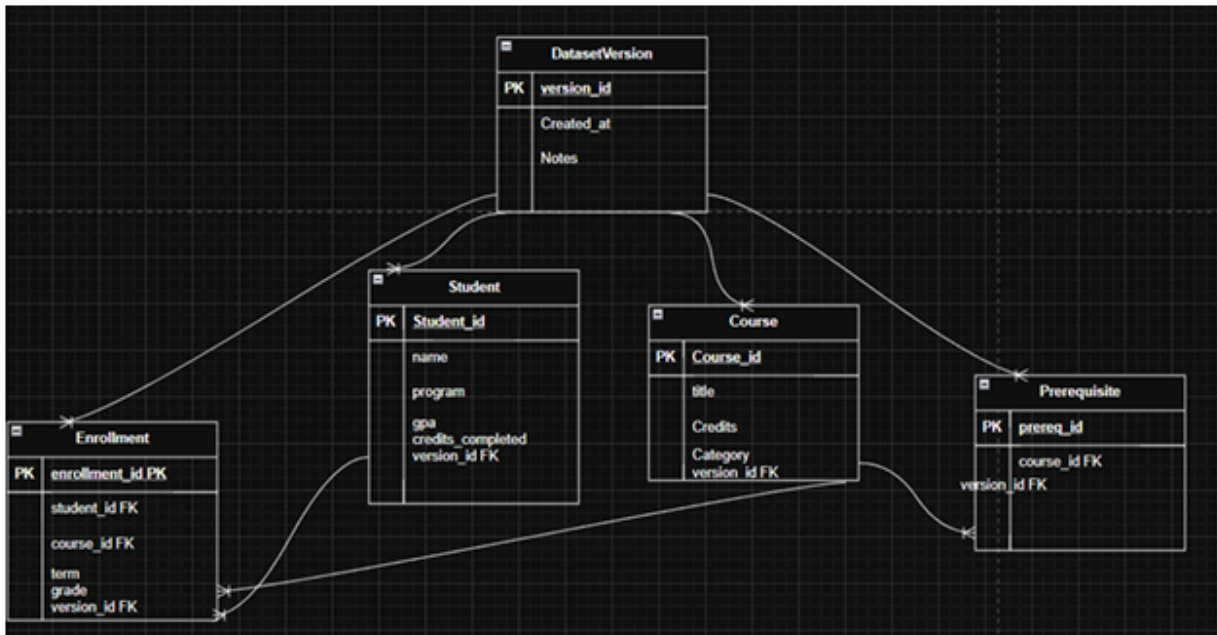 DatasetVersion
PK version_id
Created_at
Notes
Student
PK Student_id
name
program
gpa
credits_completed
version_id FK
Course
PK Course_id
title
Credits
Category
version_id FK
Prerequisite
PK prereq_id
course_id FK
version_id FK
Enrollment
PK enrollment_id PK
student_id FK
course_id FK
term
grade
version_id FK